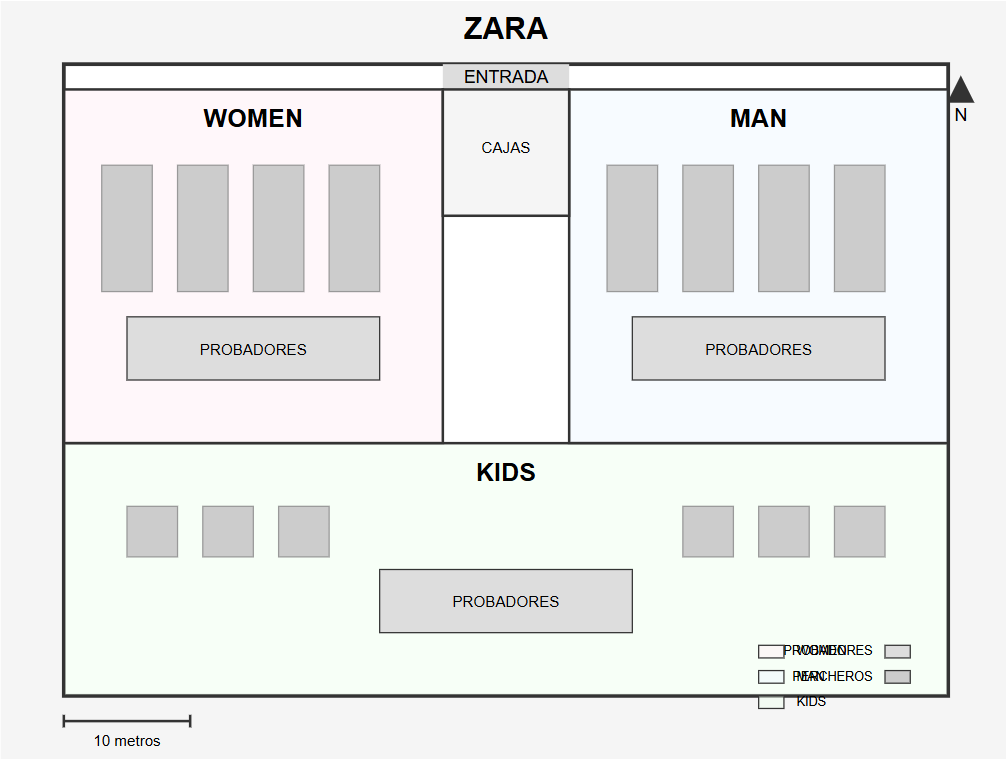 ZARA
ENTRADA
N
WOMEN
CAJAS
MAN
PROBADORES
PROBADORES
KIDS
PROBADORES
WOMEN
PROBADORES
MAN
PERCHEROS
KIDS
10 metros